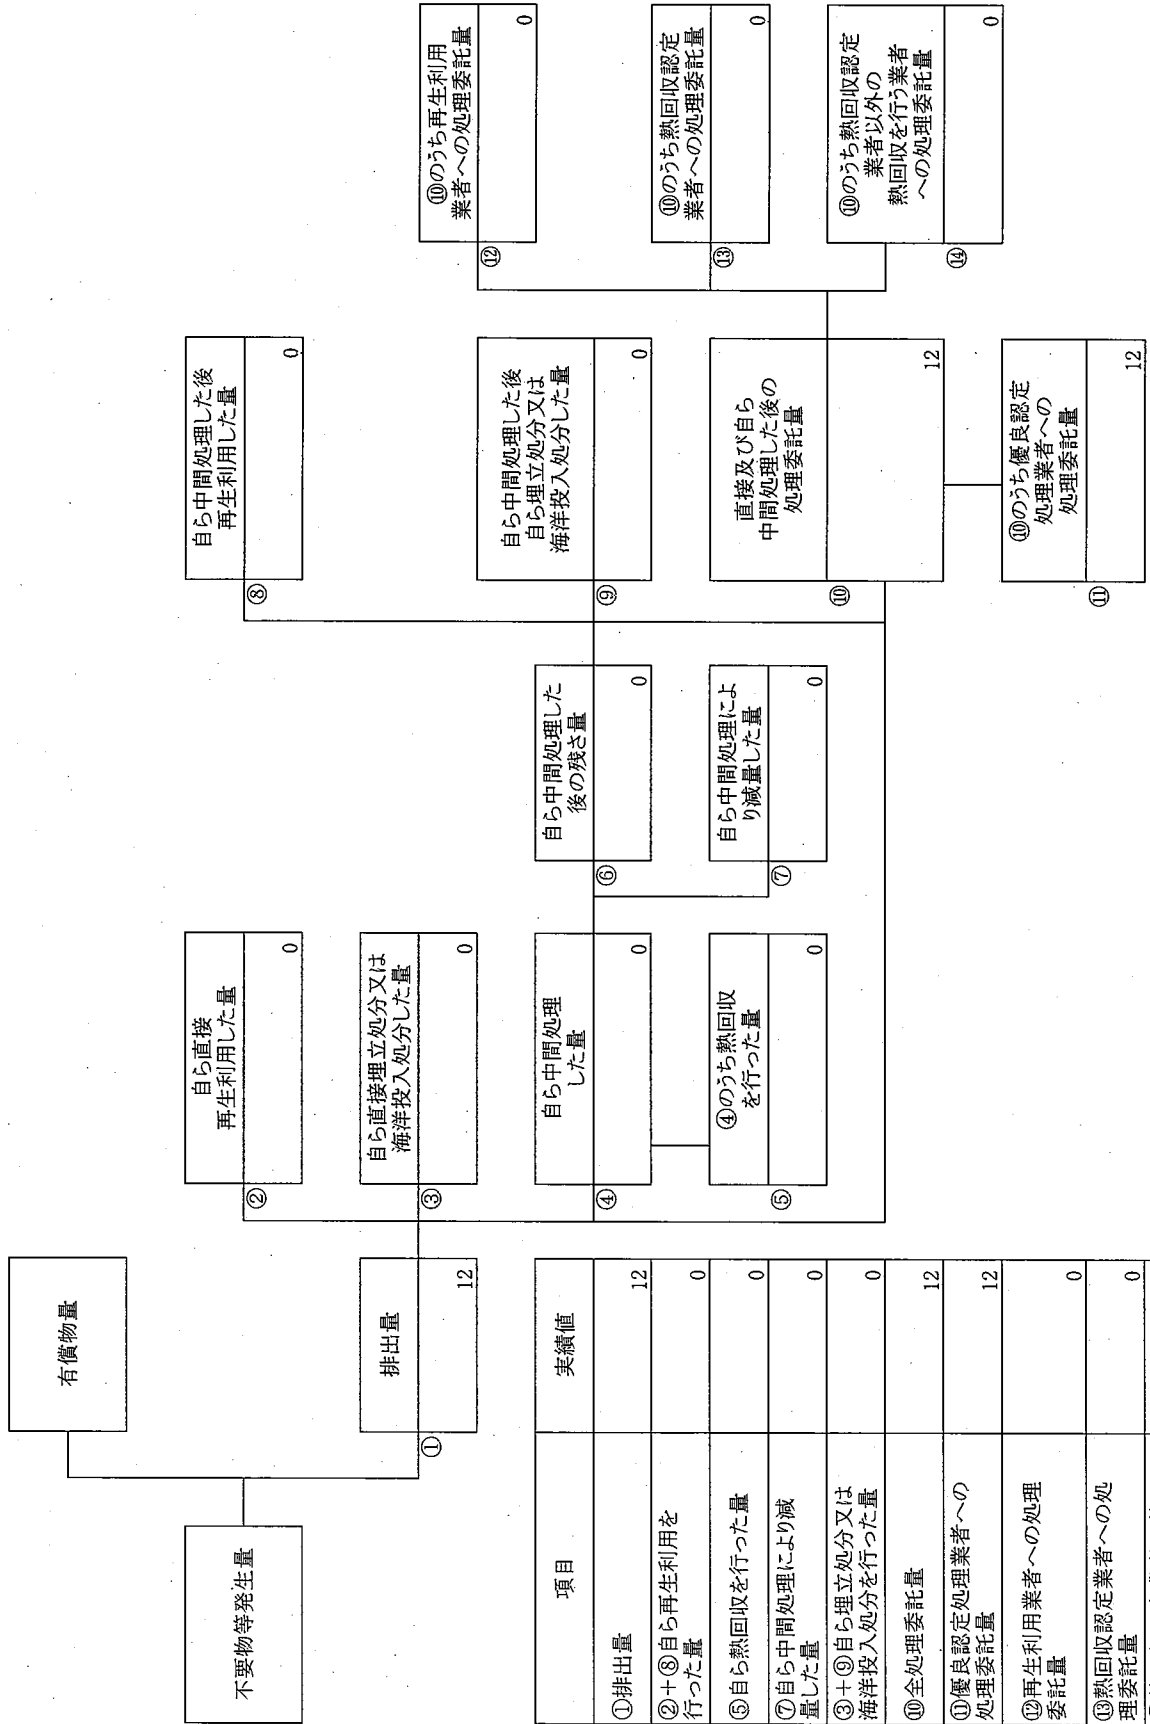 不要物等発生量
有償物量
排出量
①
12
自ら直接
再生利用した量
②
0
自ら直接埋立処分又は
海洋投入処分した量
③
0
自ら中間処理
した量
④
0
④のうち熱回収
を行った量
⑤
0
自ら中間処理した
後の残さ量
⑥
0
自ら中間処理によ
り減量した量
⑦
0
自ら中間処理した後
再生利用した量
⑧
0
自ら中間処理した後
自ら埋立処分又は
海洋投入処分した量
⑨
0
直接及び自ら
中間処理した後の
処理委託量
⑩
12
⑩のうち優良認定
処理業者への
処理委託量
⑪
12
⑩のうち再生利用
業者への処理委託量
⑫
0
⑩のうち熱回収認定
業者への処理委託量
⑬
0
⑩のうち熱回収認定
業者以外の
熱回収を行う業者
への処理委託量
⑭
0
項目 実績値
①排出量 12
②+⑧自ら再生利用を
行った量 0
⑤自ら熱回収を行った量 0
⑦自ら中間処理により減
量した量 0
③+⑨自ら埋立処分又は
海洋投入処分を行った量 0
⑩全処理委託量 12
⑪優良認定処理業者への
処理委託量 12
⑫再生利用業者への処理
委託量 0
⑬熱回収認定業者への処
理委託量 0